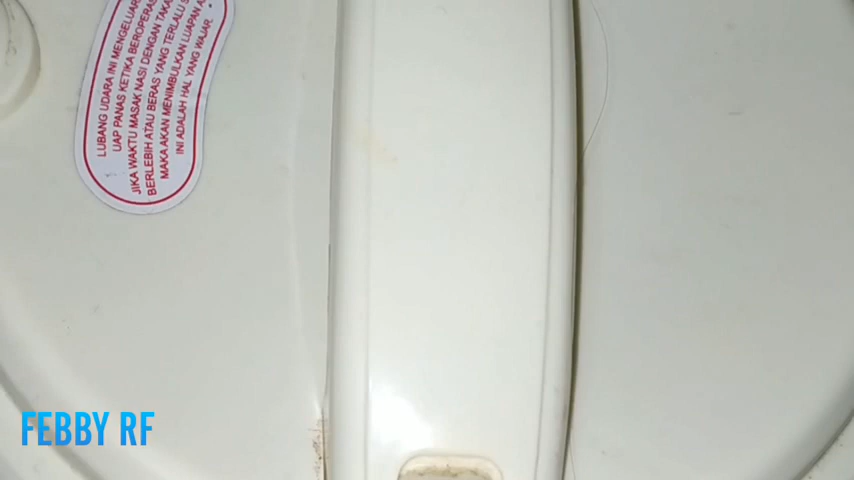 LUBANG UDARA INI MENGELUAR
UAP PANAS KETIKA BEROPERAS
JIKA WAKTU MASAK NASI DENGAN TAKA
BERLEBIH ATAU BERAS YANG TERLALU S
MAKA AKAN MENIMBULKAN LUAPAN A
INI ADALAH HAL YANG WAJAR.
FEBBY RF